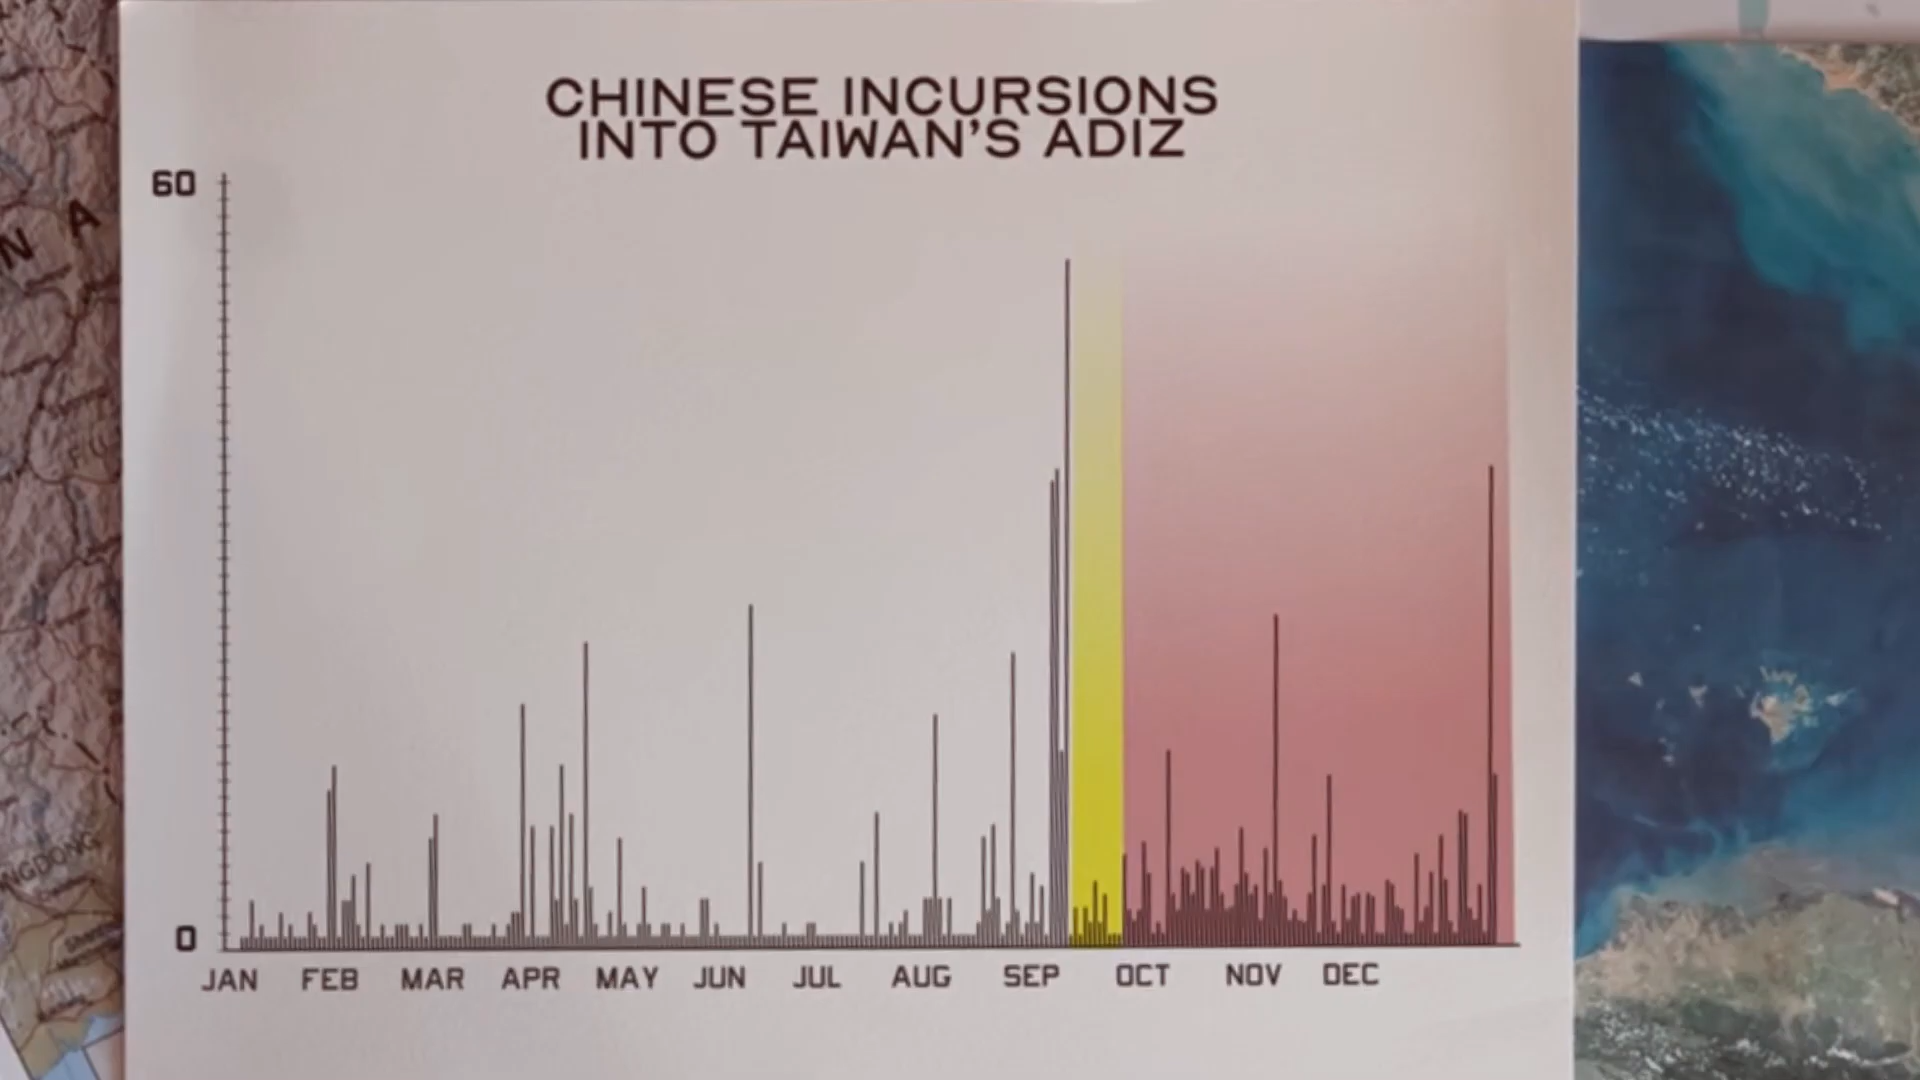 CHINESE INCURSIONS
INTO TAIWAN'S ADIZ
60
N A
0
JAN FEB MAR APR MAY JUN JUL AUG SEP OCT NOV DEC